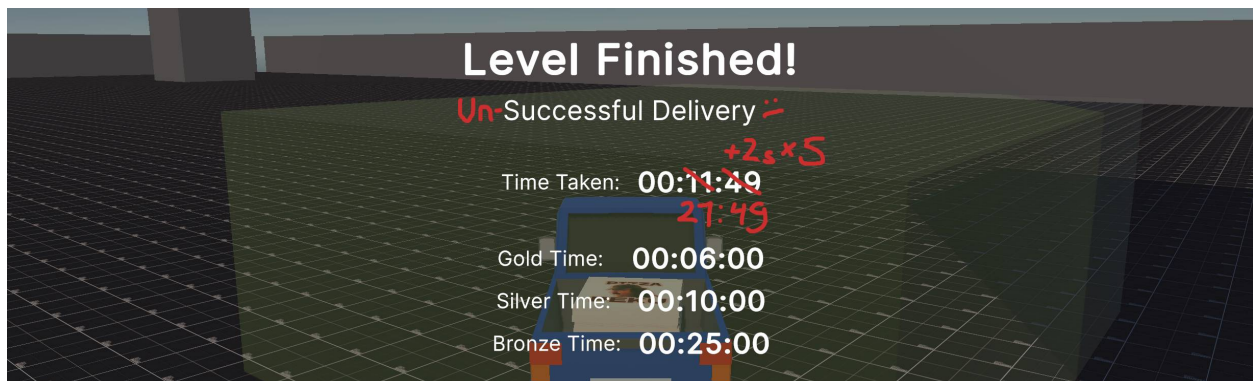 Level Finished!
Un-Successful Delivery :|
+2s×5
Time Taken: 00:11:49
27:49
Gold Time: 00:06:00
Silver Time: 00:10:00
Bronze Time: 00:25:00